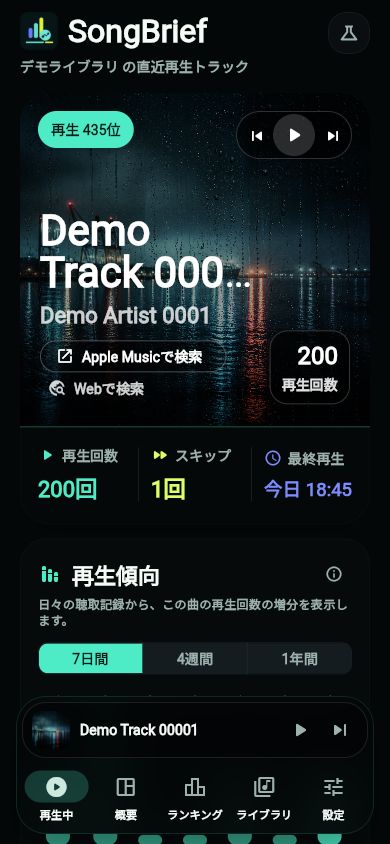 SongBrief
デモライブラリ の直近再生トラック
再生 435位
Demo
Track 000…
Demo Artist 0001
Apple Musicで検索
Webで検索
200
再生回数
再生回数
スキップ
最終再生
200回
1回
今日 18:45
再生傾向
日々の聴取記録から、この曲の再生回数の増分を表示し
ます。
7日間
4週間
1年間
Demo Track 00001
再生中
概要
ランキング
ライブラリ
設定